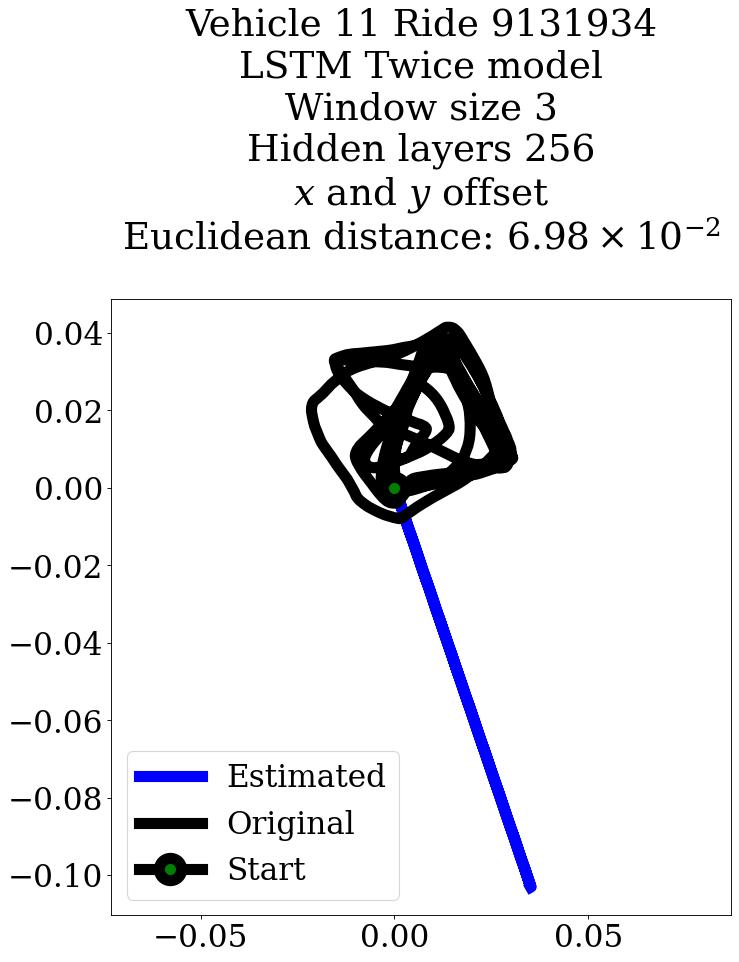 Vehicle 11 Ride 9131934
LSTM Twice model
Window size 3
Hidden layers 256
x and y offset
Euclidean distance: 6.98 × 10⁻²
0.04
0.02
0.00
−0.02
−0.04
−0.06
−0.08
−0.10
Estimated
Original
Start
−0.05
0.00
0.05